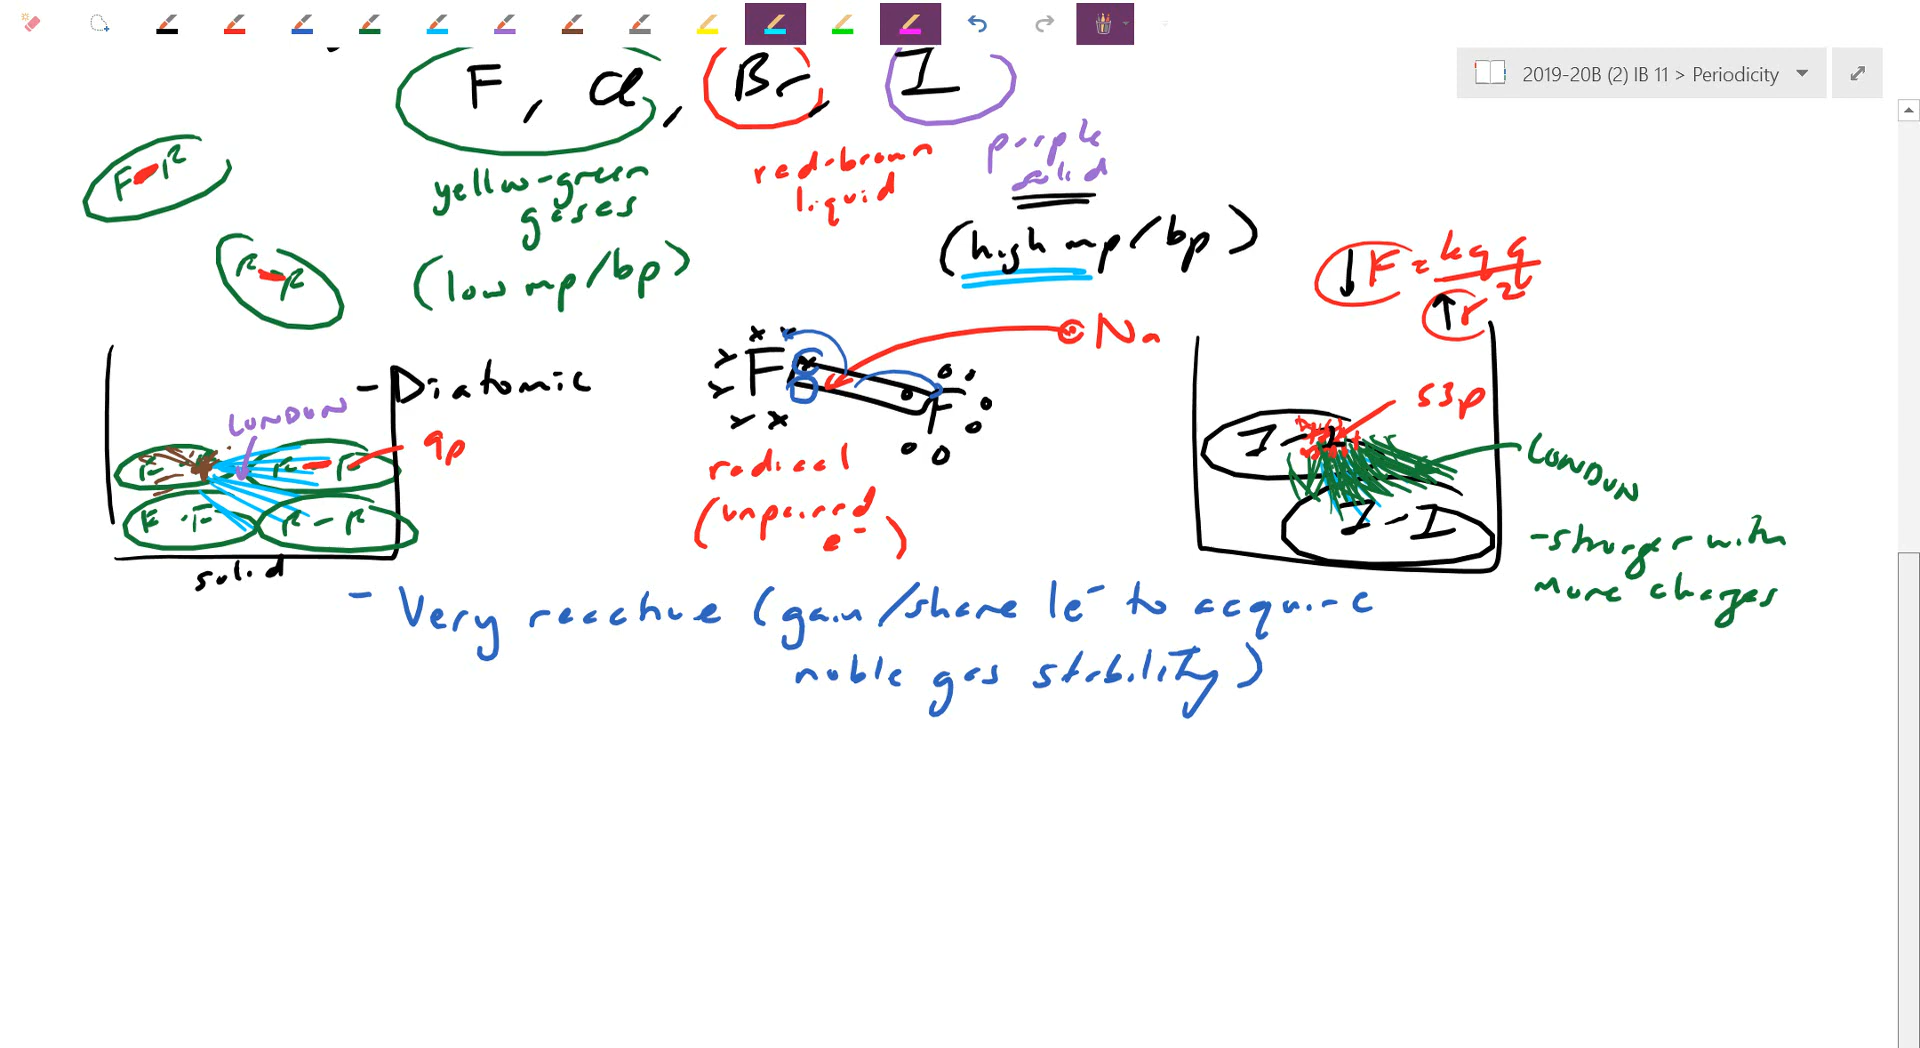 2019-20B (2) IB 11 > Periodicity
F, Cl, Br, I
F-F
yellow-green
gases
red-brown
liquid
purple
solid
(high mp/bp)
F-F
(low mp/bp)
↓F = kqq
↑r²
- Diatomic
F
F
Na
LONDON
9p
53p
I-I
F F
F-F
F-F
F-F
radical
(unpaired
e⁻)
LONDON
I-I
- stronger with
more charges
solid
- Very reactive (gain/share 1e⁻ to acquire
noble gas stability)